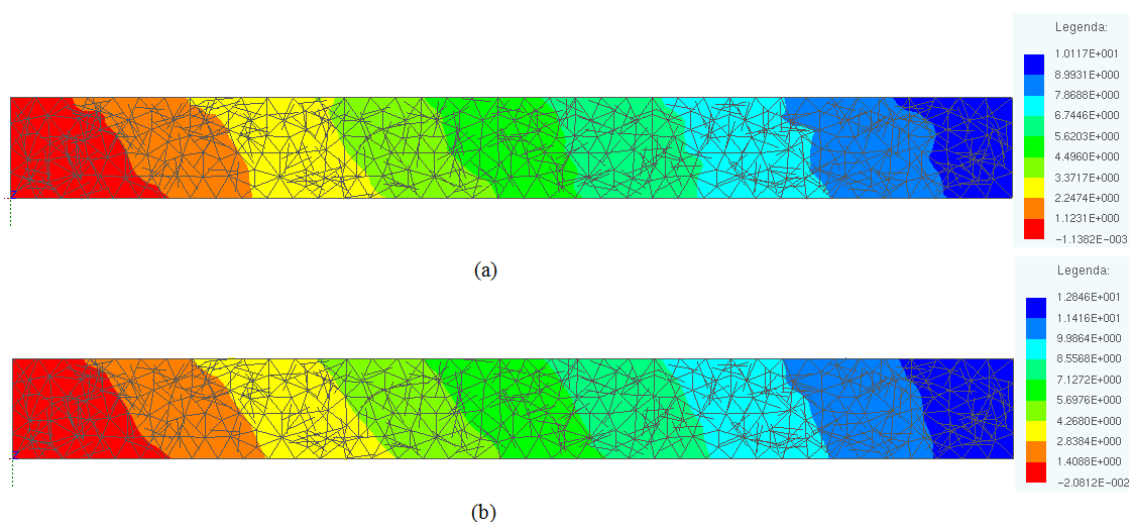 Legenda:
1.0117E+001
8.9931E+000
7.8688E+000
6.7446E+000
5.6203E+000
4.4960E+000
3.3717E+000
2.2474E+000
1.1231E+000
-1.1382E-003
(a)
Legenda:
1.2846E+001
1.1416E+001
9.9864E+000
8.5568E+000
7.1272E+000
5.6976E+000
4.2680E+000
2.8384E+000
1.4088E+000
-2.0812E-002
(b)